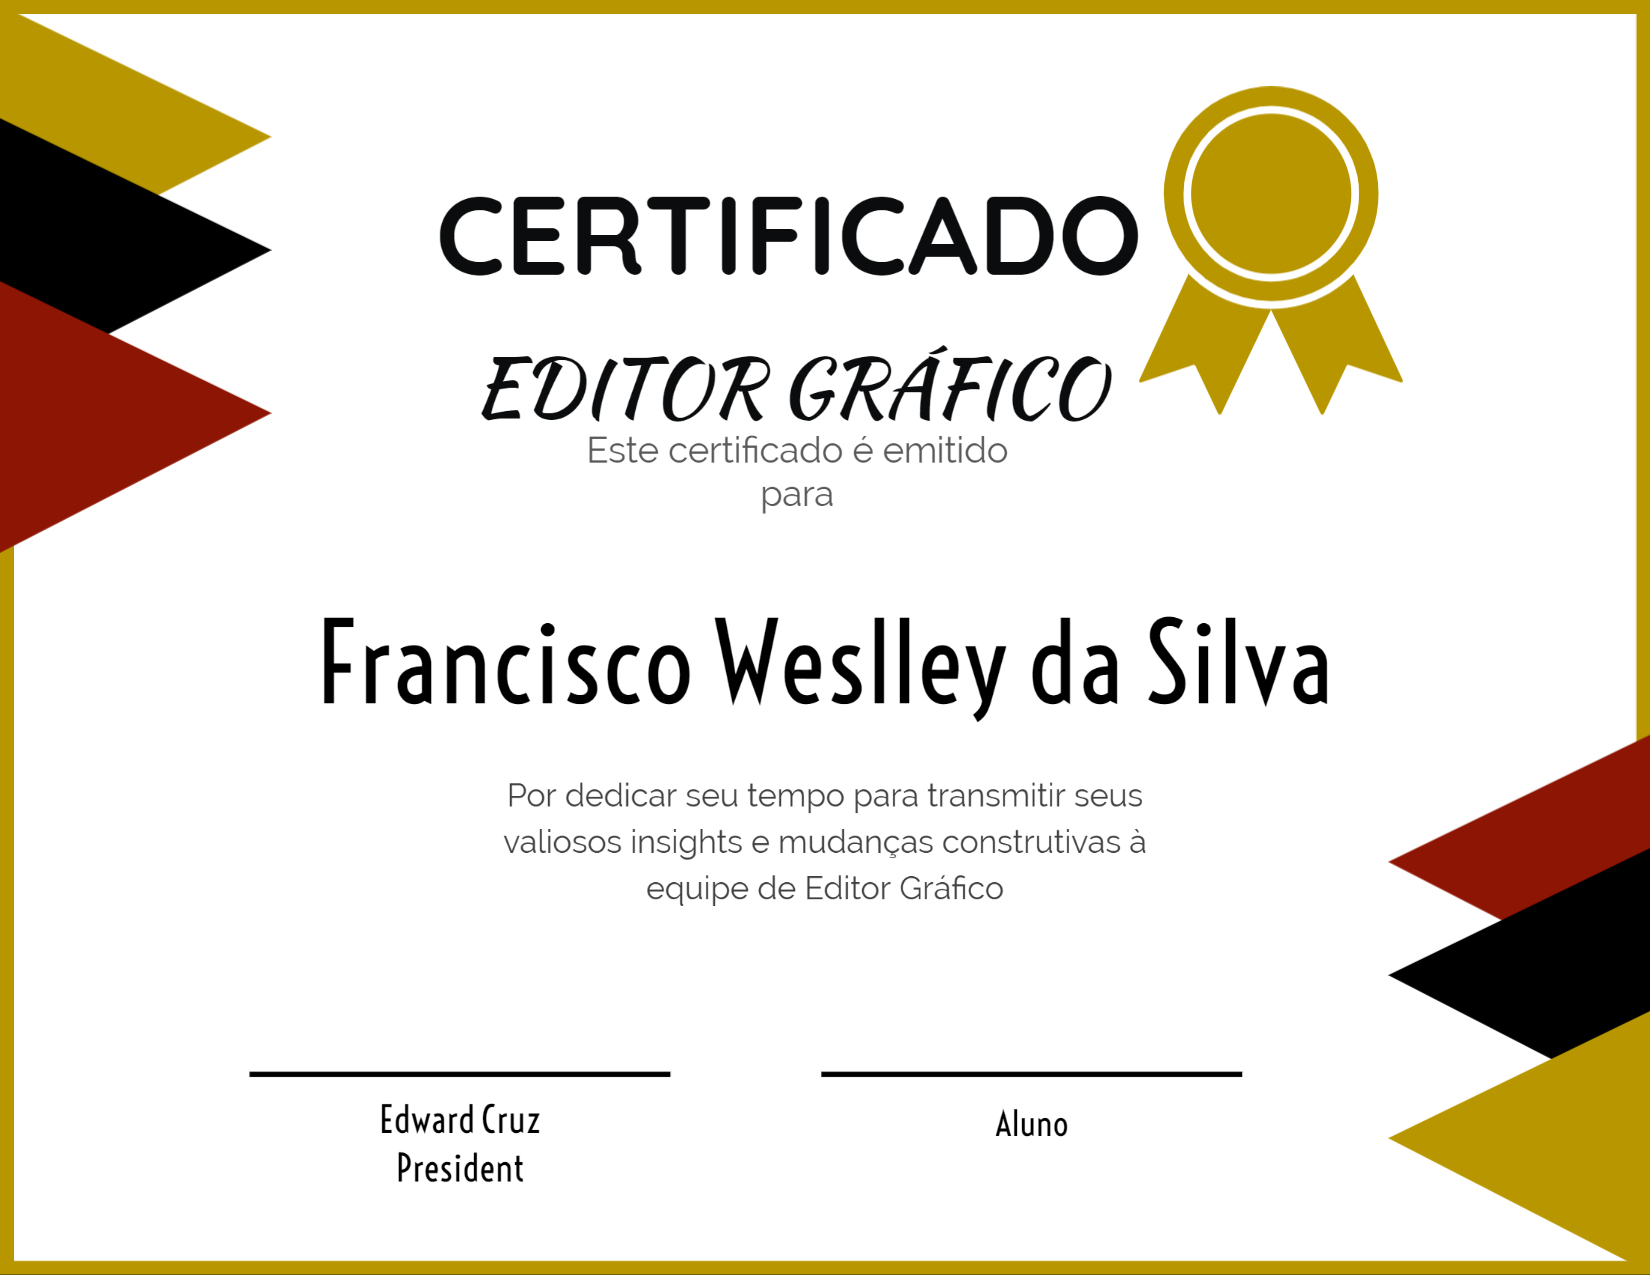 CERTIFICADO
EDITOR GRÁFICO
Este certificado é emitido
para
Francisco Weslley da Silva
Por dedicar seu tempo para transmitir seus
valiosos insights e mudanças construtivas à
equipe de Editor Gráfico
Edward Cruz
President
Aluno